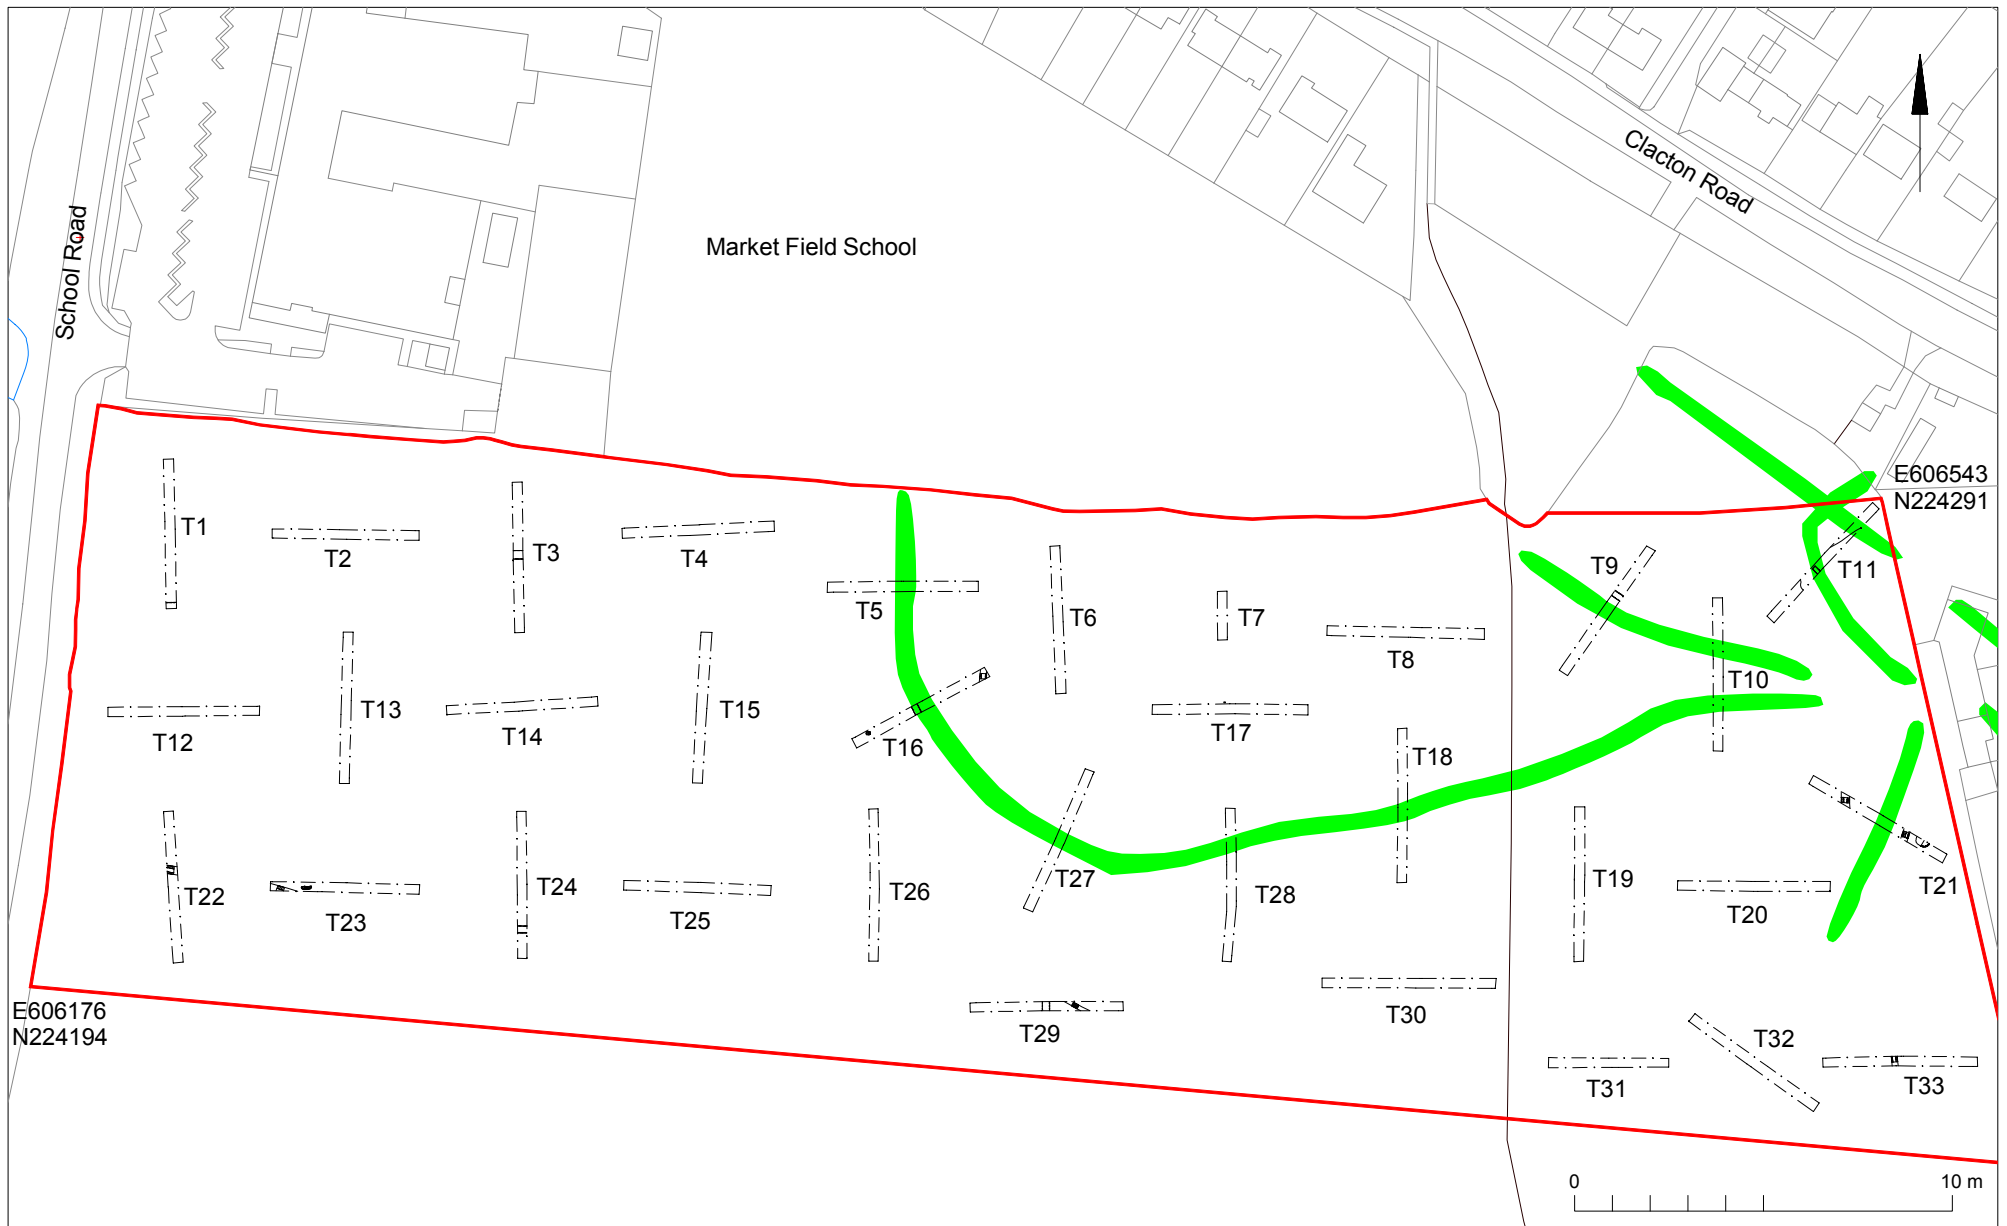 Clacton Road
School Road
Market Field School
E606543
N224291
T1
T2
T3
T4
T5
T6
T7
T8
T9
T10
T11
T12
T13
T14
T15
T16
T17
T18
T19
T20
T21
T22
T23
T24
T25
T26
T27
T28
T29
T30
T31
T32
T33
E606176
N224194
0 10 m